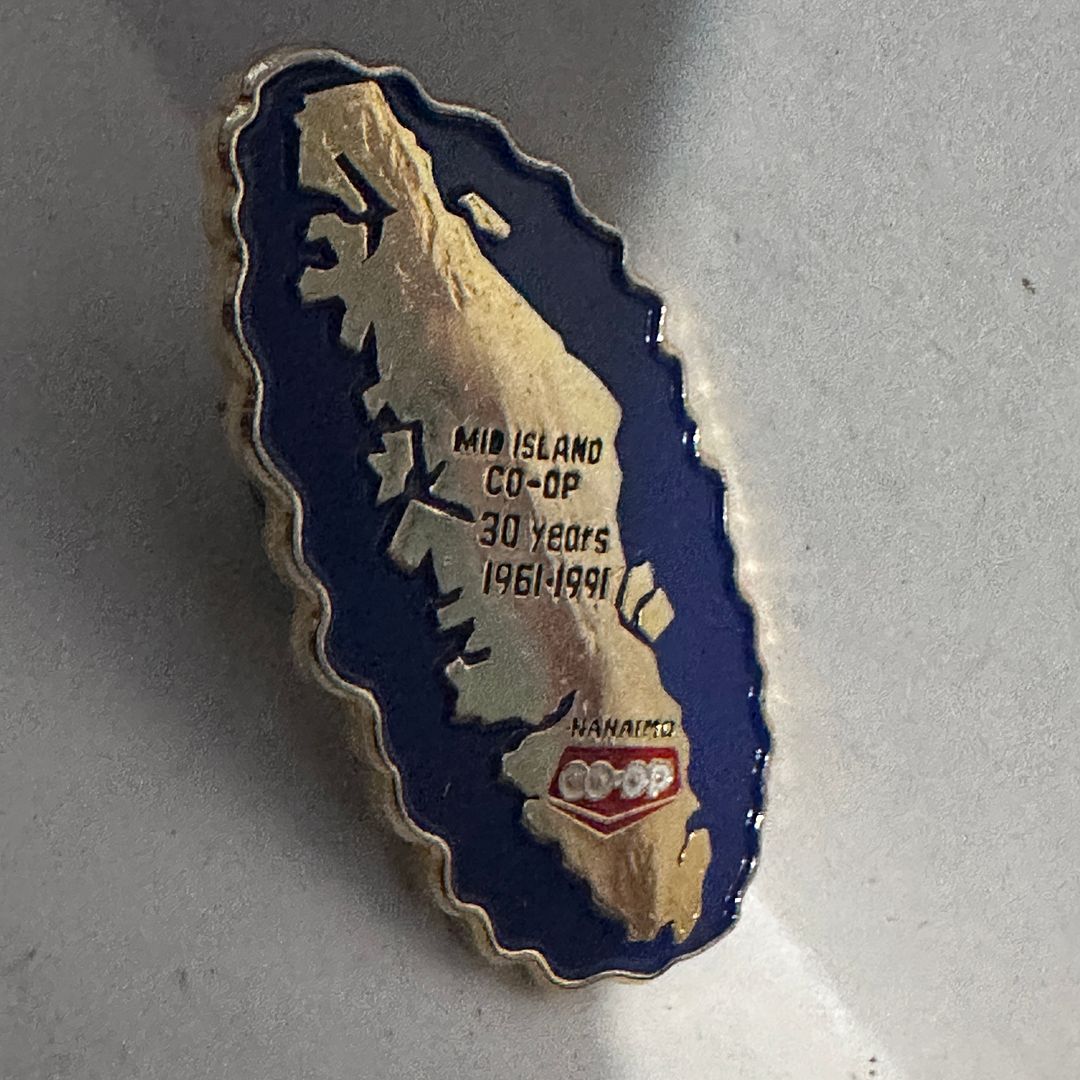 MID ISLAND
CO-OP
30 Years
1961·1991
NANAIMO
CO-OP